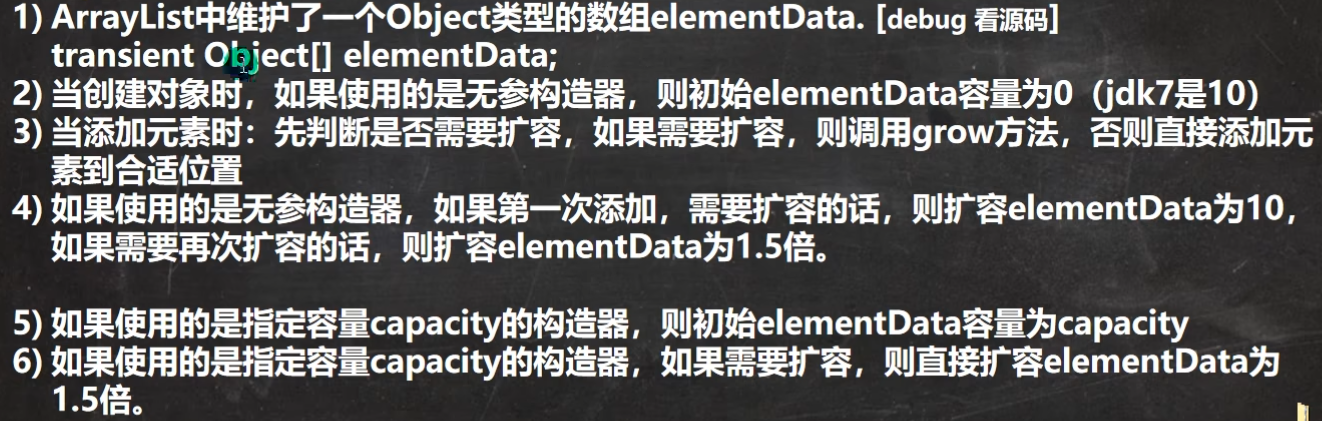 1) ArrayList中维护了一个Object类型的数组elementData. [debug 看源码]
transient Object[] elementData;
2) 当创建对象时，如果使用的是无参构造器，则初始elementData容量为0（jdk7是10）
3) 当添加元素时：先判断是否需要扩容，如果需要扩容，则调用grow方法，否则直接添加元
素到合适位置
4) 如果使用的是无参构造器，如果第一次添加，需要扩容的话，则扩容elementData为10，
如果需要再次扩容的话，则扩容elementData为1.5倍。
5) 如果使用的是指定容量capacity的构造器，则初始elementData容量为capacity
6) 如果使用的是指定容量capacity的构造器，如果需要扩容，则直接扩容elementData为
1.5倍。